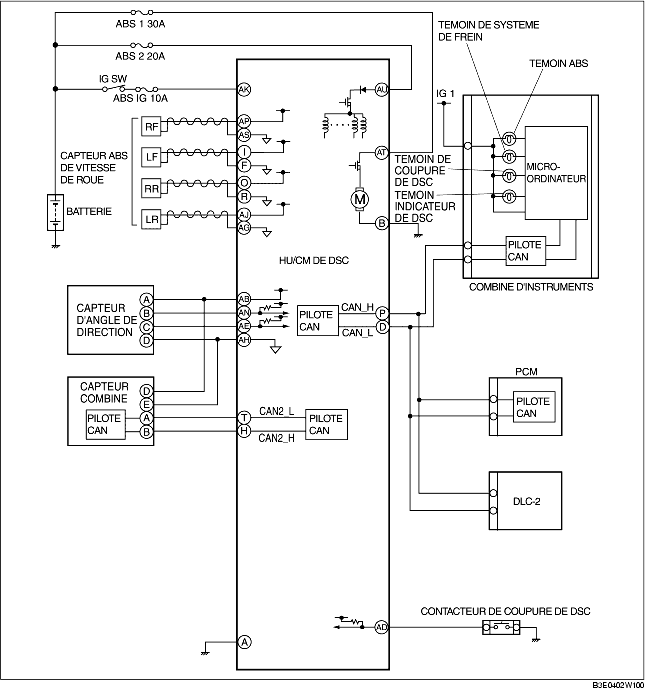 ABS 1 30A
ABS 2 20A
IG SW
ABS IG 10A
CAPTEUR ABS
DE VITESSE
DE ROUE
RF
LF
RR
LR
BATTERIE
AK
AP
AS
I
F
O
R
AJ
AG
AU
AT
M
B
HU/CM DE DSC
TEMOIN DE SYSTEME
DE FREIN
TEMOIN ABS
IG 1
TEMOIN DE
COUPURE
DE DSC
TEMOIN
INDICATEUR
DE DSC
MICRO-
ORDINATEUR
PILOTE
CAN
COMBINE D'INSTRUMENTS
CAPTEUR
D'ANGLE DE
DIRECTION
A
B
C
D
AB
AN
AE
AH
PILOTE
CAN
CAN_H
CAN_L
P
D
CAPTEUR
COMBINE
PILOTE
CAN
D
E
A
B
CAN2_L
CAN2_H
T
H
PILOTE
CAN
PCM
PILOTE
CAN
DLC-2
CONTACTEUR DE COUPURE DE DSC
AD
A
B3E0402W100